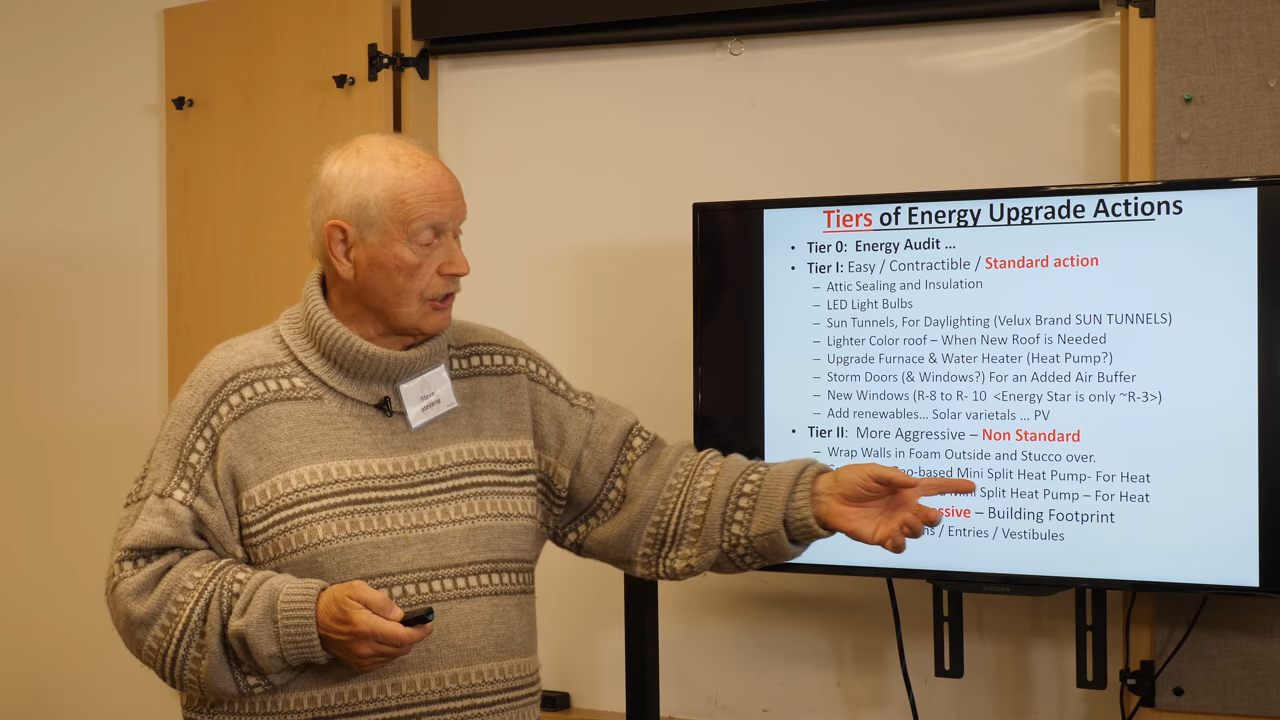 Steve
Stevens
Tiers of Energy Upgrade Actions
• Tier 0: Energy Audit ...
• Tier I: Easy / Contractible / Standard action
– Attic Sealing and Insulation
– LED Light Bulbs
– Sun Tunnels, For Daylighting (Velux Brand SUN TUNNELS)
– Lighter Color roof – When New Roof is Needed
– Upgrade Furnace & Water Heater (Heat Pump?)
– Storm Doors (& Windows?) For an Added Air Buffer
– New Windows (R-8 to R- 10 <Energy Star is only ~R-3>)
– Add renewables... Solar varietals ... PV
• Tier II: More Aggressive – Non Standard
– Wrap Walls in Foam Outside and Stucco over.
Mini Split Heat Pump- For Heat
Split Heat Pump – For Heat
– Building Footprint
/ Entries / Vestibules
INSIGNIA